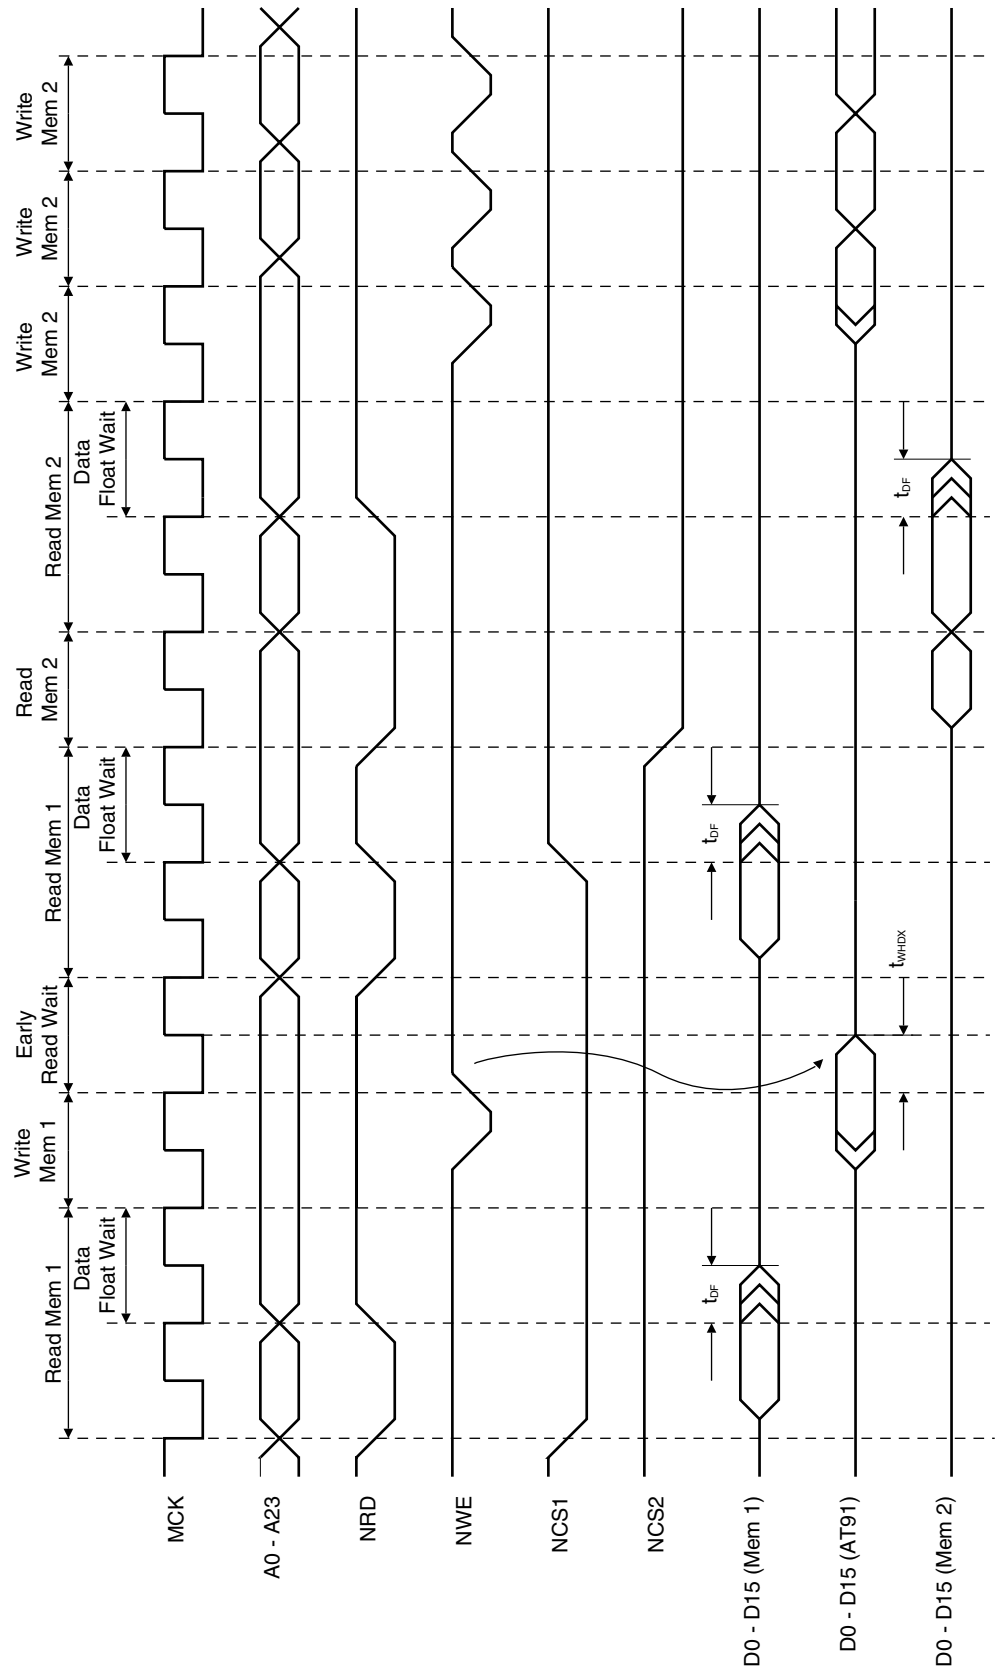 Read Mem 1
Write
Mem 1
Early
Read Wait
Read Mem 1
Read
Mem 2
Read Mem 2
Write
Mem 2
Write
Mem 2
Write
Mem 2
Data
Float Wait
Data
Float Wait
Data
Float Wait
MCK
A0 - A23
NRD
NWE
NCS1
NCS2
D0 - D15 (Mem 1)
tDF
tDF
D0 - D15 (AT91)
tWHDX
D0 - D15 (Mem 2)
tDF